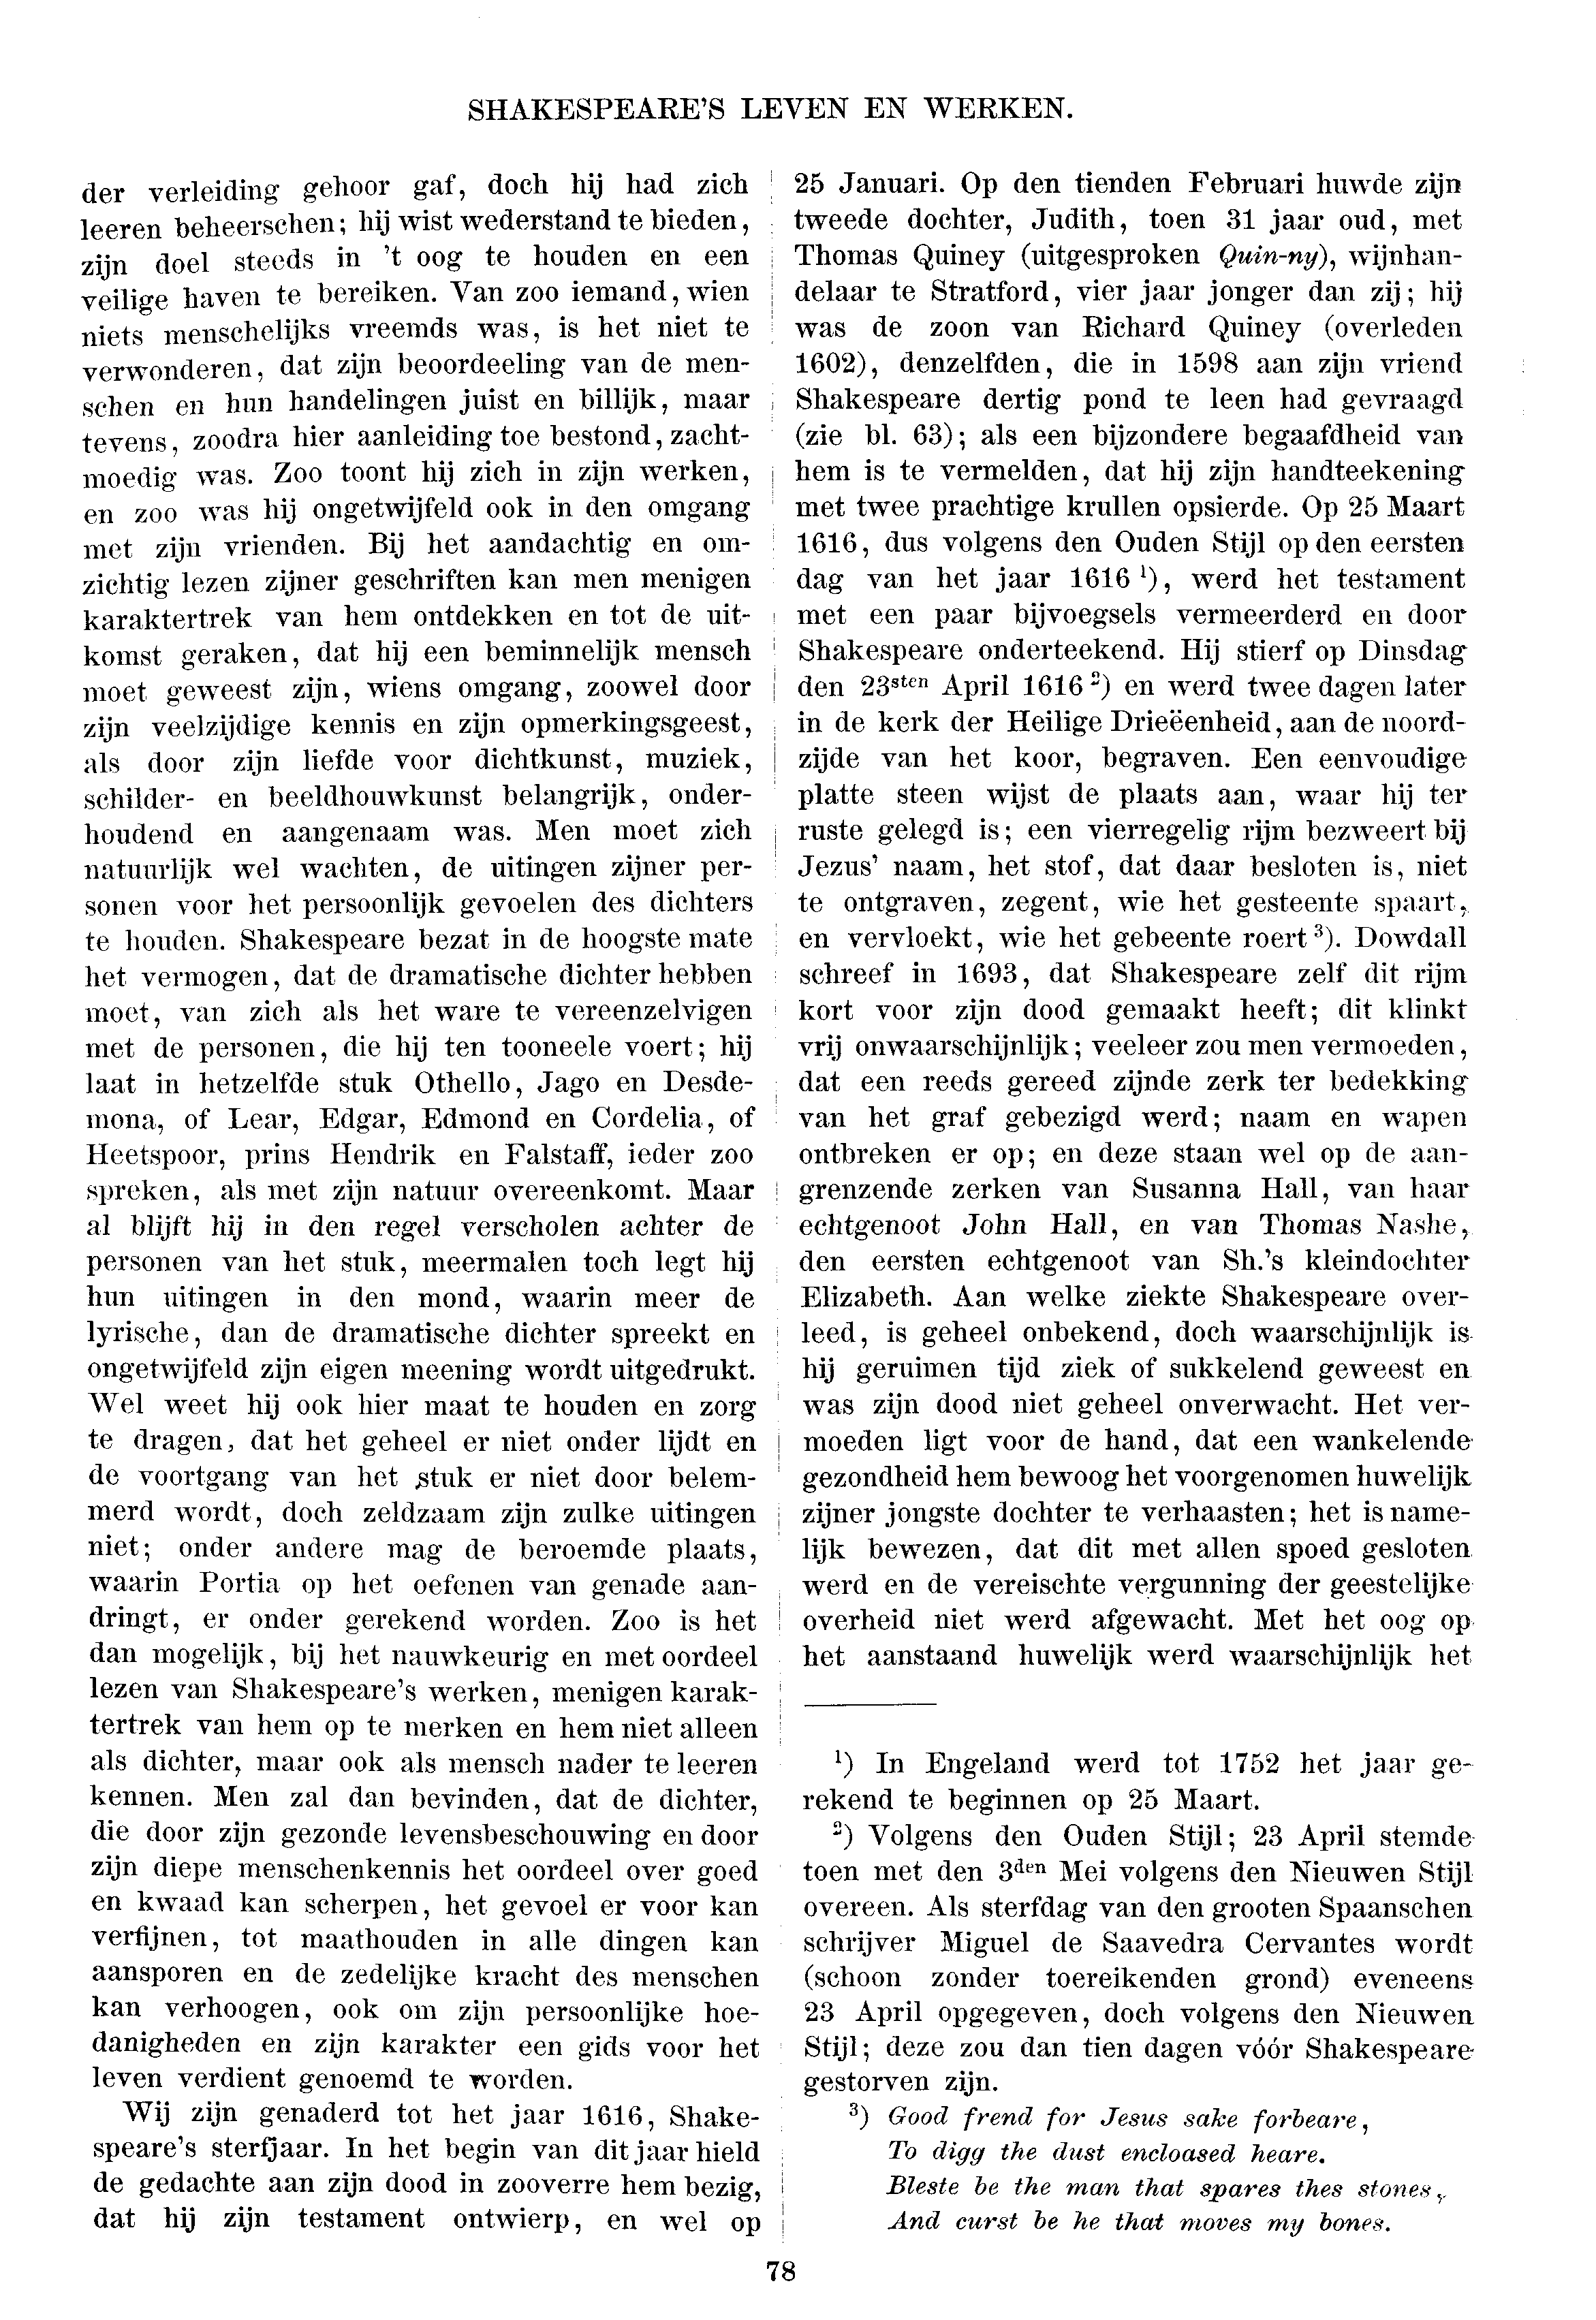 SHAKESPEARE'S LEVEN EN WERKEN.
der verleiding gehoor gaf, doch hij had zich
leeren beheerschen; hij wist wederstand te bieden,
zijn doel steeds in 't oog te houden en een
veilige haven te bereiken. Van zoo iemand, wien
niets menschelijks vreemds was, is het niet te
verwonderen, dat zijn beoordeeling van de men-
schen en hun handelingen juist en billijk, maar
tevens, zoodra hier aanleiding toe bestond, zacht-
moedig was. Zoo toont hij zich in zijn werken,
en zoo was hij ongetwijfeld ook in den omgang
met zijn vrienden. Bij het aandachtig en om-
zichtig lezen zijner geschriften kan men menigen
karaktertrek van hem ontdekken en tot de uit-
komst geraken, dat hij een beminnelijk mensch
moet geweest zijn, wiens omgang, zoowel door
zijn veelzijdige kennis en zijn opmerkingsgeest,
als door zijn liefde voor dichtkunst, muziek,
schilder- en beeldhouwkunst belangrijk, onder-
houdend en aangenaam was. Men moet zich
natuurlijk wel wachten, de uitingen zijner per-
sonen voor het persoonlijk gevoelen des dichters
te houden. Shakespeare bezat in de hoogste mate
het vermogen, dat de dramatische dichter hebben
moet, van zich als het ware te vereenzelvigen
met de personen, die hij ten tooneele voert; hij
laat in hetzelfde stuk Othello, Jago en Desde-
mona, of Lear, Edgar, Edmond en Cordelia, of
Heetspoor, prins Hendrik en Falstaff, ieder zoo
spreken, als met zijn natuur overeenkomt. Maar
al blijft hij in den regel verscholen achter de
personen van het stuk, meermalen toch legt hij
hun uitingen in den mond, waarin meer de
lyrische, dan de dramatische dichter spreekt en
ongetwijfeld zijn eigen meening wordt uitgedrukt.
Wel weet hij ook hier maat te houden en zorg
te dragen, dat het geheel er niet onder lijdt en
de voortgang van het stuk er niet door belem-
merd wordt, doch zeldzaam zijn zulke uitingen
niet; onder andere mag de beroemde plaats,
waarin Portia op het oefenen van genade aan-
dringt, er onder gerekend worden. Zoo is het
dan mogelijk, bij het nauwkeurig en met oordeel
lezen van Shakespeare's werken, menigen karak-
tertrek van hem op te merken en hem niet alleen
als dichter, maar ook als mensch nader te leeren
kennen. Men zal dan bevinden, dat de dichter,
die door zijn gezonde levensbeschouwing en door
zijn diepe menschenkennis het oordeel over goed
en kwaad kan scherpen, het gevoel er voor kan
verfijnen, tot maathouden in alle dingen kan
aansporen en de zedelijke kracht des menschen
kan verhoogen, ook om zijn persoonlijke hoe-
danigheden en zijn karakter een gids voor het
leven verdient genoemd te worden.
Wij zijn genaderd tot het jaar 1616, Shake-
speare's sterfjaar. In het begin van dit jaar hield
de gedachte aan zijn dood in zooverre hem bezig,
dat hij zijn testament ontwierp, en wel op
25 Januari. Op den tienden Februari huwde zijn
tweede dochter, Judith, toen 31 jaar oud, met
Thomas Quiney (uitgesproken Quin-ny), wijnhan-
delaar te Stratford, vier jaar jonger dan zij; hij
was de zoon van Richard Quiney (overleden
1602), denzelfden, die in 1598 aan zijn vriend
Shakespeare dertig pond te leen had gevraagd
(zie bl. 63); als een bijzondere begaafdheid van
hem is te vermelden, dat hij zijn handteekening
met twee prachtige krullen opsierde. Op 25 Maart
1616, dus volgens den Ouden Stijl op den eersten
dag van het jaar 1616 ¹), werd het testament
met een paar bijvoegsels vermeerderd en door
Shakespeare onderteekend. Hij stierf op Dinsdag
den 23sten April 1616 ²) en werd twee dagen later
in de kerk der Heilige Drieëenheid, aan de noord-
zijde van het koor, begraven. Een eenvoudige
platte steen wijst de plaats aan, waar hij ter
ruste gelegd is; een vierregelig rijm bezweert bij
Jezus' naam, het stof, dat daar besloten is, niet
te ontgraven, zegent, wie het gesteente spaart,
en vervloekt, wie het gebeente roert ³). Dowdall
schreef in 1693, dat Shakespeare zelf dit rijm
kort voor zijn dood gemaakt heeft; dit klinkt
vrij onwaarschijnlijk; veeleer zou men vermoeden,
dat een reeds gereed zijnde zerk ter bedekking
van het graf gebezigd werd; naam en wapen
ontbreken er op; en deze staan wel op de aan-
grenzende zerken van Susanna Hall, van haar
echtgenoot John Hall, en van Thomas Nashe,
den eersten echtgenoot van Sh.'s kleindochter
Elizabeth. Aan welke ziekte Shakespeare over-
leed, is geheel onbekend, doch waarschijnlijk is
hij geruimen tijd ziek of sukkelend geweest en
was zijn dood niet geheel onverwacht. Het ver-
moeden ligt voor de hand, dat een wankelende
gezondheid hem bewoog het voorgenomen huwelijk
zijner jongste dochter te verhaasten; het is name-
lijk bewezen, dat dit met allen spoed gesloten
werd en de vereischte vergunning der geestelijke
overheid niet werd afgewacht. Met het oog op
het aanstaand huwelijk werd waarschijnlijk het
¹) In Engeland werd tot 1752 het jaar ge-
rekend te beginnen op 25 Maart.
²) Volgens den Ouden Stijl; 23 April stemde
toen met den 3den Mei volgens den Nieuwen Stijl
overeen. Als sterfdag van den grooten Spaanschen
schrijver Miguel de Saavedra Cervantes wordt
(schoon zonder toereikenden grond) eveneens
23 April opgegeven, doch volgens den Nieuwen
Stijl; deze zou dan tien dagen vóór Shakespeare
gestorven zijn.
³) Good frend for Jesus sake forbeare,
To digg the dust encloased heare.
Bleste be the man that spares thes stones,
And curst be he that moves my bones.
78